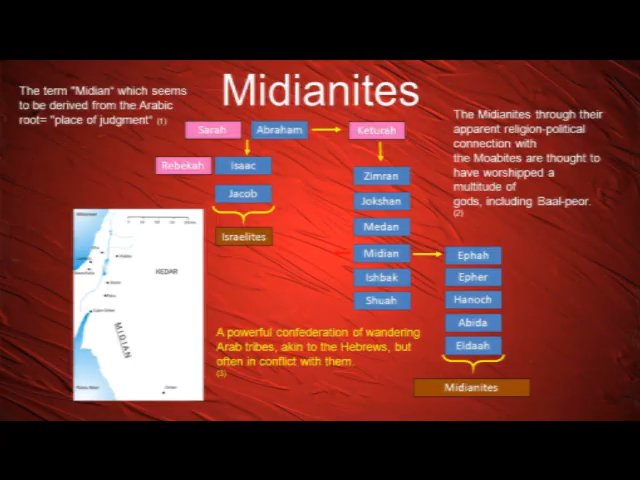 Midianites
The term "Midian" which seems
to be derived from the Arabic
root= "place of judgment" (1)
The Midianites through their
apparent religion-political
connection with
the Moabites are thought to
have worshipped a
multitude of
gods, including Baal-peor.
(2)
Sarah
Abraham
Keturah
Rebekah
Isaac
Jacob
Israelites
Zimran
Jokshan
Medan
Midian
Ishbak
Shuah
Ephah
Epher
Hanoch
Abida
Eldaah
Midianites
KEDAR
MIDIAN
A powerful confederation of wandering
Arab tribes, akin to the Hebrews, but
often in conflict with them.
(3)